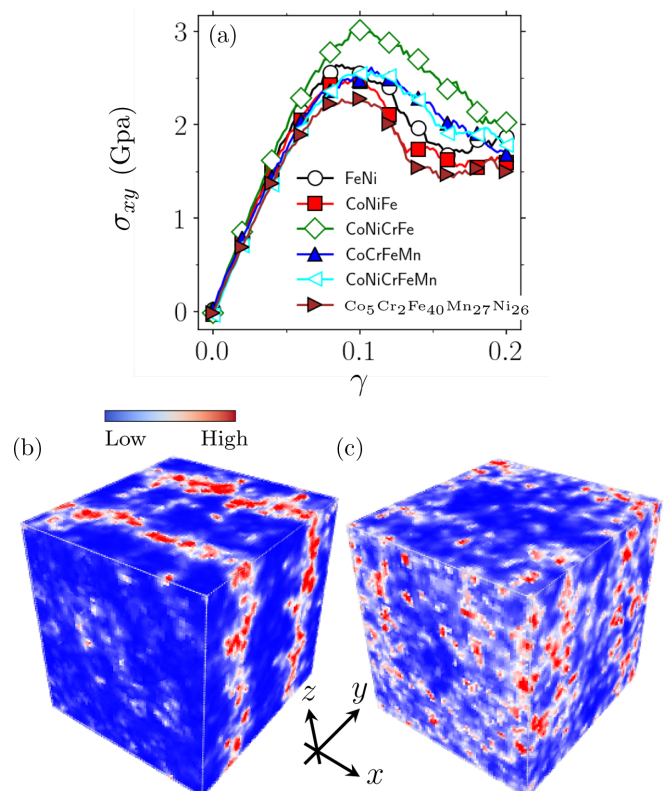 (a)
3
2
1
0
σxy (Gpa)
FeNi
CoNiFe
CoNiCrFe
CoCrFeMn
CoNiCrFeMn
Co5Cr2Fe40Mn27Ni26
0.0 0.1 0.2
γ
Low High
(b) (c)
z y
x